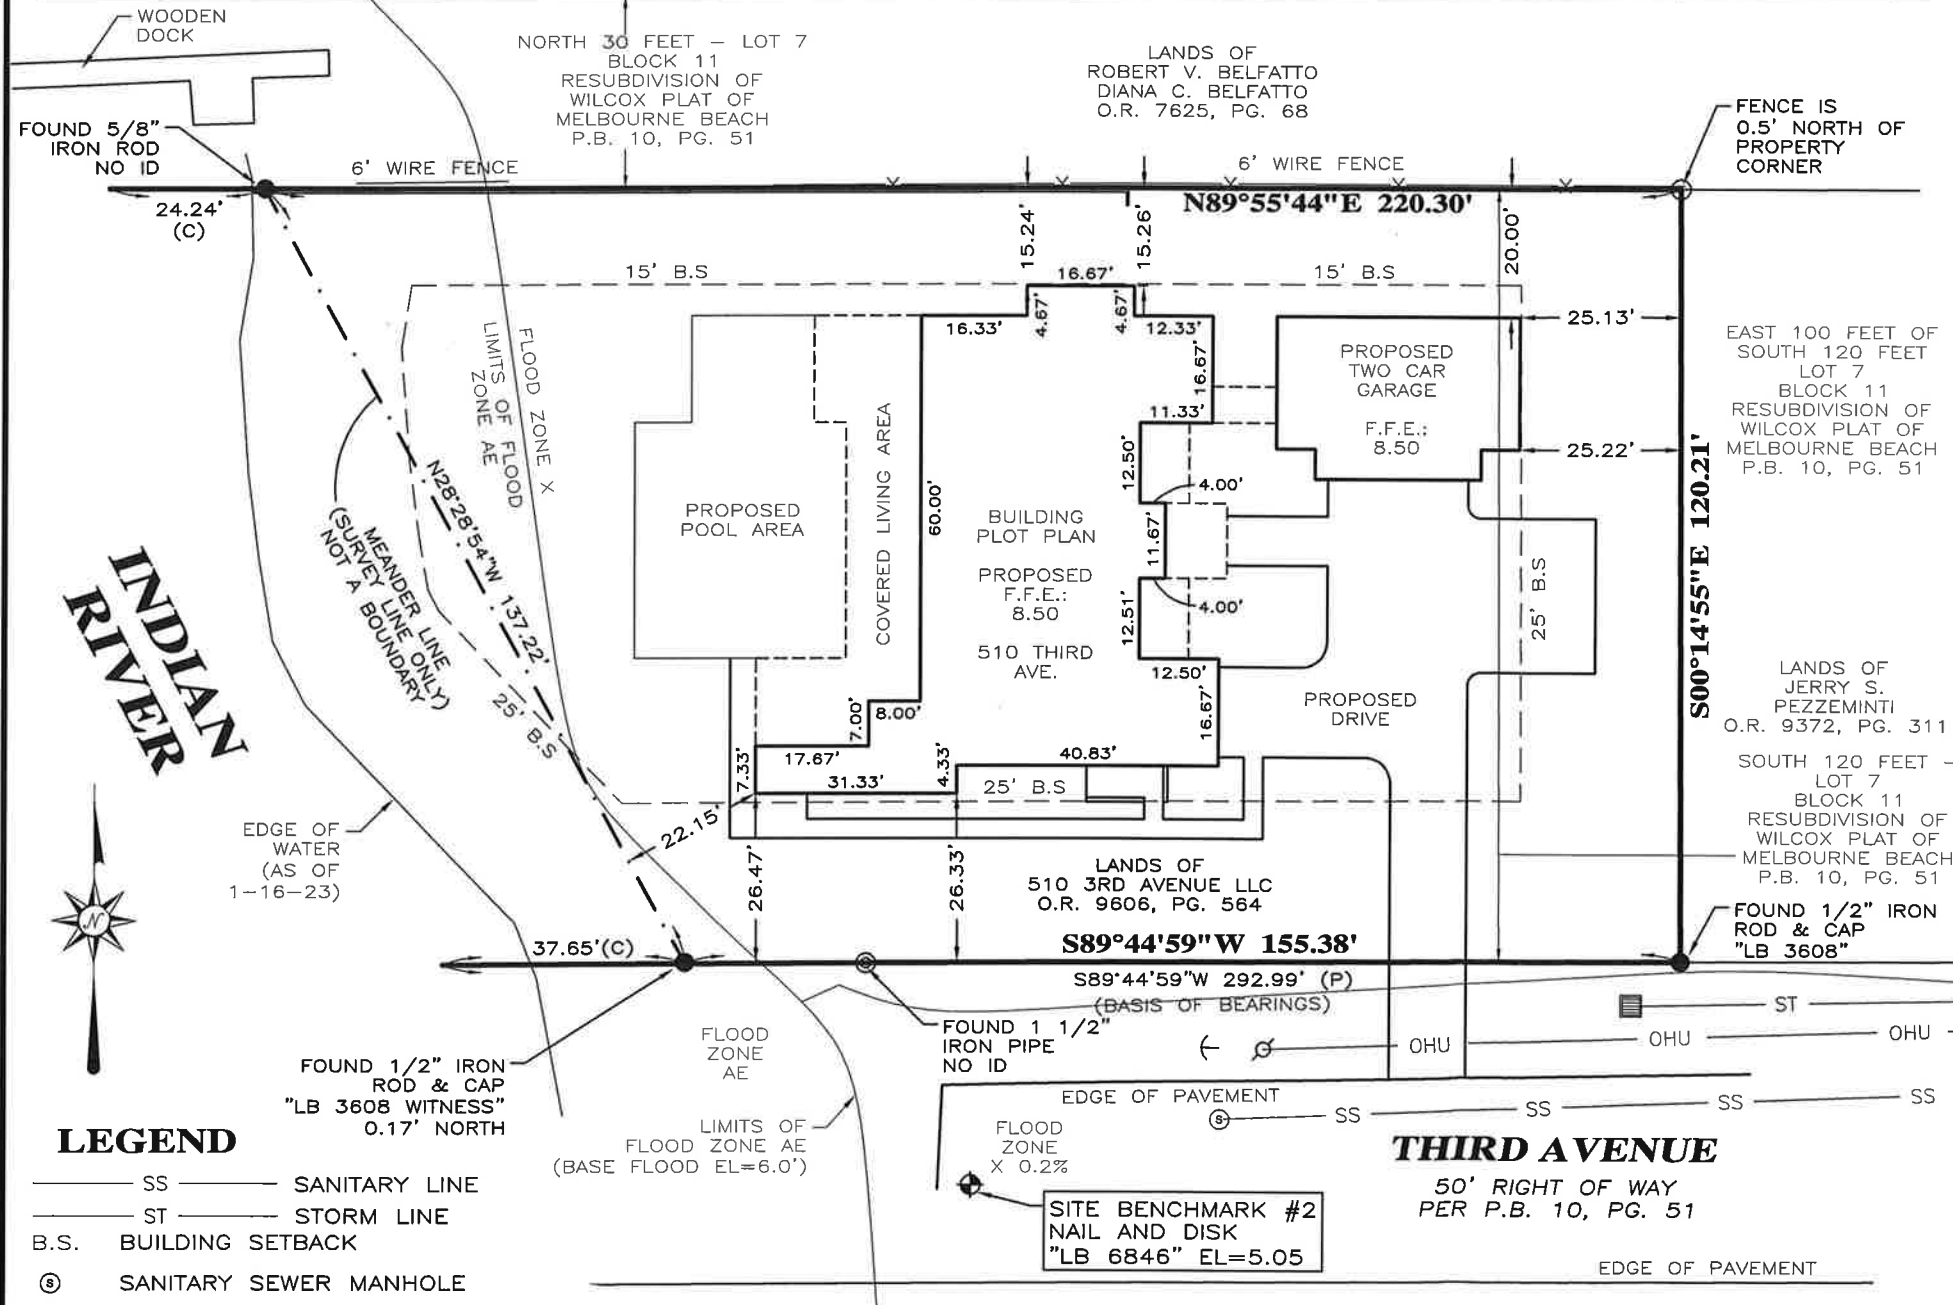 WOODEN
DOCK
NORTH 30 FEET – LOT 7
BLOCK 11
RESUBDIVISION OF
WILCOX PLAT OF
MELBOURNE BEACH
P.B. 10, PG. 51
LANDS OF
ROBERT V. BELFATTO
DIANA C. BELFATTO
O.R. 7625, PG. 68
FENCE IS
0.5' NORTH OF
PROPERTY
CORNER
FOUND 5/8"
IRON ROD
NO ID
6' WIRE FENCE
6' WIRE FENCE
24.24'
(C)
N89°55'44"E 220.30'
15.24'
15.26'
20.00'
15' B.S
16.67'
15' B.S
4.67'
4.67'
16.33'
12.33'
25.13'
FLOOD ZONE X
LIMITS OF FLOOD
ZONE AE
16.67'
PROPOSED
TWO CAR
GARAGE
F.F.E.:
8.50
EAST 100 FEET OF
SOUTH 120 FEET
LOT 7
BLOCK 11
RESUBDIVISION OF
WILCOX PLAT OF
MELBOURNE BEACH
P.B. 10, PG. 51
11.33'
25.22'
12.50'
4.00'
S00°14'55"E 120.21'
N28°28'54"W 137.22'
MEANDER LINE
(SURVEY LINE ONLY)
NOT A BOUNDARY
PROPOSED
POOL AREA
COVERED LIVING AREA
60.00'
BUILDING
PLOT PLAN
PROPOSED
F.F.E.:
8.50
510 THIRD
AVE.
11.67'
4.00'
12.51'
12.50'
25' B.S
INDIAN
RIVER
25' B.S
7.00'
8.00'
16.67'
PROPOSED
DRIVE
LANDS OF
JERRY S.
PEZZEMINTI
O.R. 9372, PG. 311
SOUTH 120 FEET –
LOT 7
BLOCK 11
RESUBDIVISION OF
WILCOX PLAT OF
MELBOURNE BEACH
P.B. 10, PG. 51
7.33'
17.67'
4.33'
40.83'
31.33'
25' B.S
22.15'
EDGE OF
WATER
(AS OF
1-16-23)
N
26.47'
26.33'
LANDS OF
510 3RD AVENUE LLC
O.R. 9606, PG. 564
FOUND 1/2" IRON
ROD & CAP
"LB 3608"
37.65'(C)
S89°44'59"W 155.38'
S89°44'59"W 292.99' (P)
(BASIS OF BEARINGS)
ST
FOUND 1 1/2"
IRON PIPE
NO ID
OHU
OHU
OHU
FLOOD
ZONE
AE
FOUND 1/2" IRON
ROD & CAP
"LB 3608 WITNESS"
0.17' NORTH
EDGE OF PAVEMENT
S
SS
SS
SS
SS
LIMITS OF
FLOOD ZONE AE
(BASE FLOOD EL=6.0')
FLOOD
ZONE
X 0.2%
THIRD AVENUE
50' RIGHT OF WAY
PER P.B. 10, PG. 51
SITE BENCHMARK #2
NAIL AND DISK
"LB 6846" EL=5.05
EDGE OF PAVEMENT
LEGEND
SS SANITARY LINE
ST STORM LINE
B.S. BUILDING SETBACK
S SANITARY SEWER MANHOLE